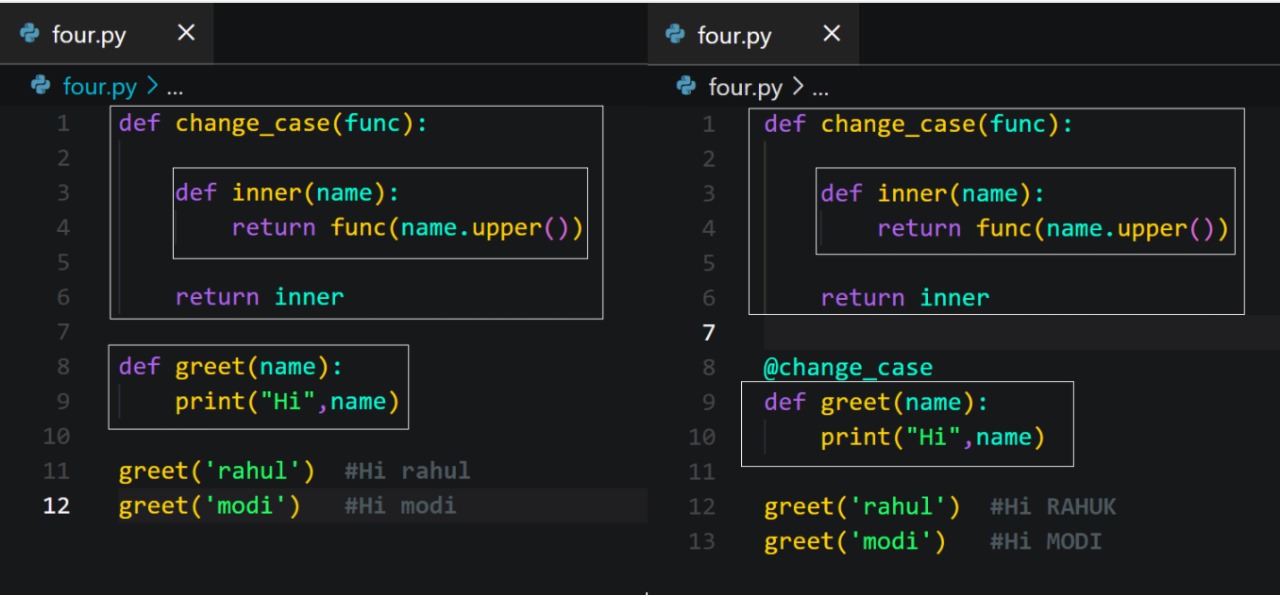 four.py ×
four.py > ...
1 def change_case(func):
2
3     def inner(name):
4         return func(name.upper())
5
6     return inner
7
8 def greet(name):
9     print("Hi",name)
10
11 greet('rahul')  #Hi rahul
12 greet('modi')   #Hi modi
four.py ×
four.py > ...
1 def change_case(func):
2
3     def inner(name):
4         return func(name.upper())
5
6     return inner
7
8 @change_case
9 def greet(name):
10     print("Hi",name)
11
12 greet('rahul')  #Hi RAHUK
13 greet('modi')   #Hi MODI